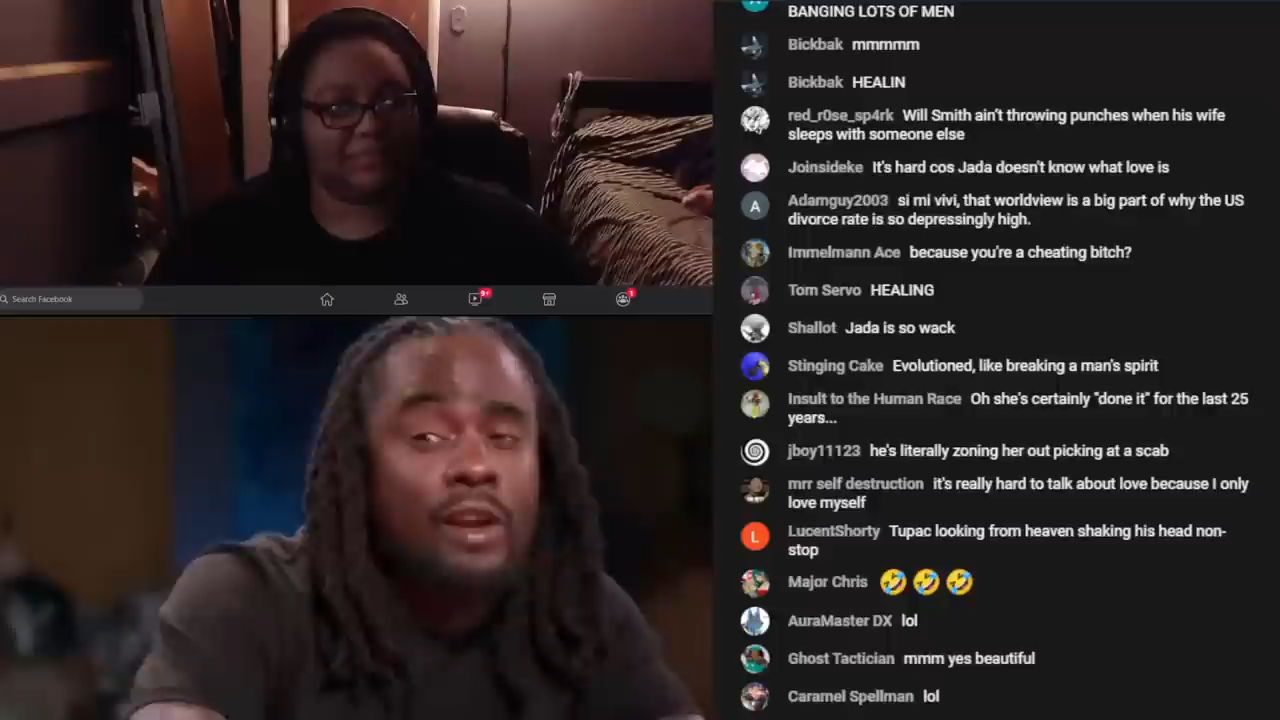 BANGING LOTS OF MEN
Bickbak mmmmm
Bickbak HEALIN
red_r0se_sp4rk Will Smith ain't throwing punches when his wife
sleeps with someone else
Joinsideke It's hard cos Jada doesn't know what love is
A Adamguy2003 si mi vivi, that worldview is a big part of why the US
divorce rate is so depressingly high.
Immelmann Ace because you're a cheating bitch?
Tom Servo HEALING
Shallot Jada is so wack
Stinging Cake Evolutioned, like breaking a man's spirit
Insult to the Human Race Oh she's certainly "done it" for the last 25
years...
jboy11123 he's literally zoning her out picking at a scab
mrr self destruction it's really hard to talk about love because I only
love myself
L LucentShorty Tupac looking from heaven shaking his head non-
stop
Major Chris 🤣 🤣 🤣
AuraMaster DX lol
Ghost Tactician mmm yes beautiful
Caramel Spellman lol
Search Facebook
9+
1